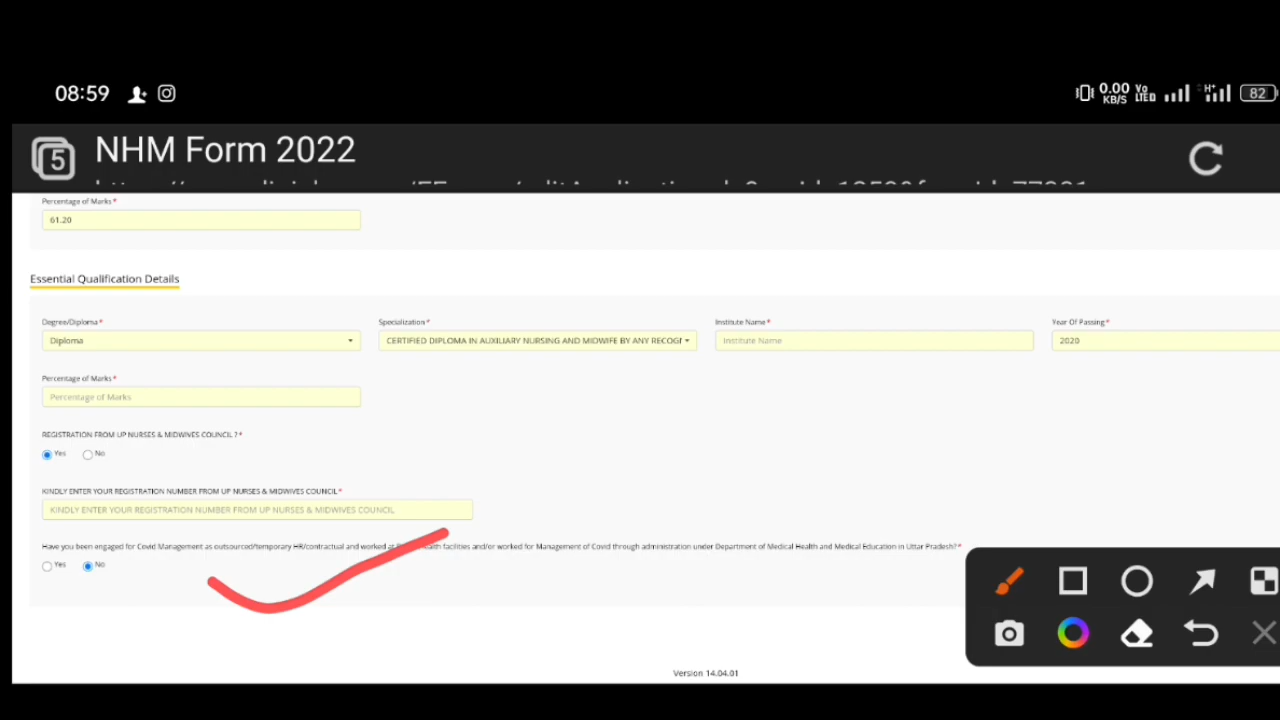 08:59
0.00 KB/S Vo LTED H+ 82
5 NHM Form 2022
Percentage of Marks *
61.20
Essential Qualification Details
Degree/Diploma * Specialization * Institute Name * Year Of Passing *
Diploma CERTIFIED DIPLOMA IN AUXILIARY NURSING AND MIDWIFE BY ANY Institute Name 2020
Percentage of Marks *
Percentage of Marks
REGISTRATION FROM UP NURSES & MIDWIVES COUNCIL ? *
Yes No
KINDLY ENTER YOUR REGISTRATION NUMBER FROM UP NURSES & MIDWIVES COUNCIL *
KINDLY ENTER YOUR REGISTRATION NUMBER FROM UP NURSES & MIDWIVES COUNCIL
Have you been engaged for Covid Management as outsourced/temporary HR/contractual and worked at facilities and/or worked for Management of Covid through administration under Department of Medical Health and Medical Education in Uttar Pradesh? *
Yes No
Version 14.04.01